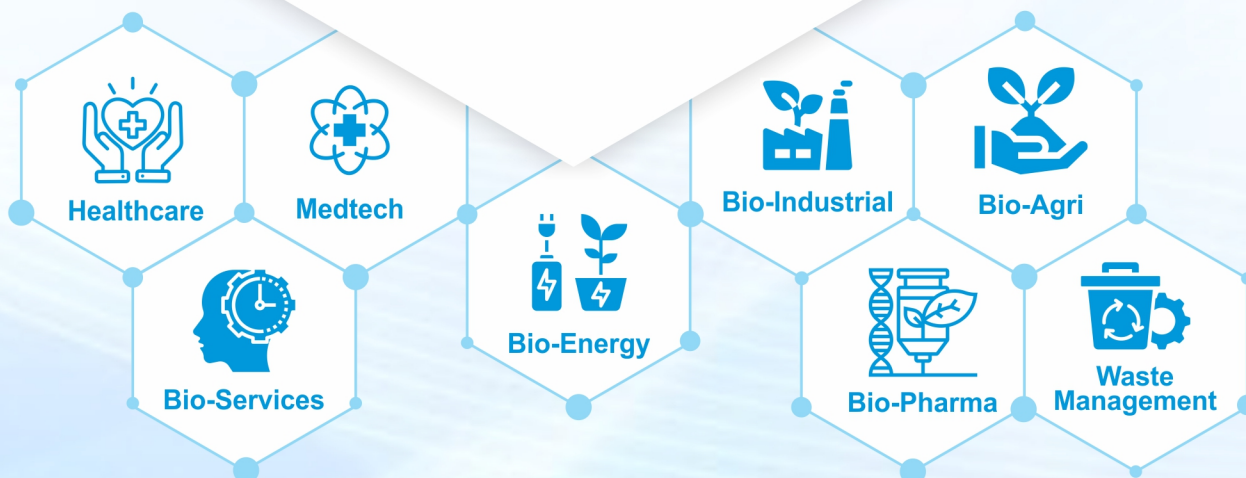 Healthcare
Medtech
Bio-Industrial
Bio-Agri
Bio-Services
Bio-Energy
Bio-Pharma
Waste
Management